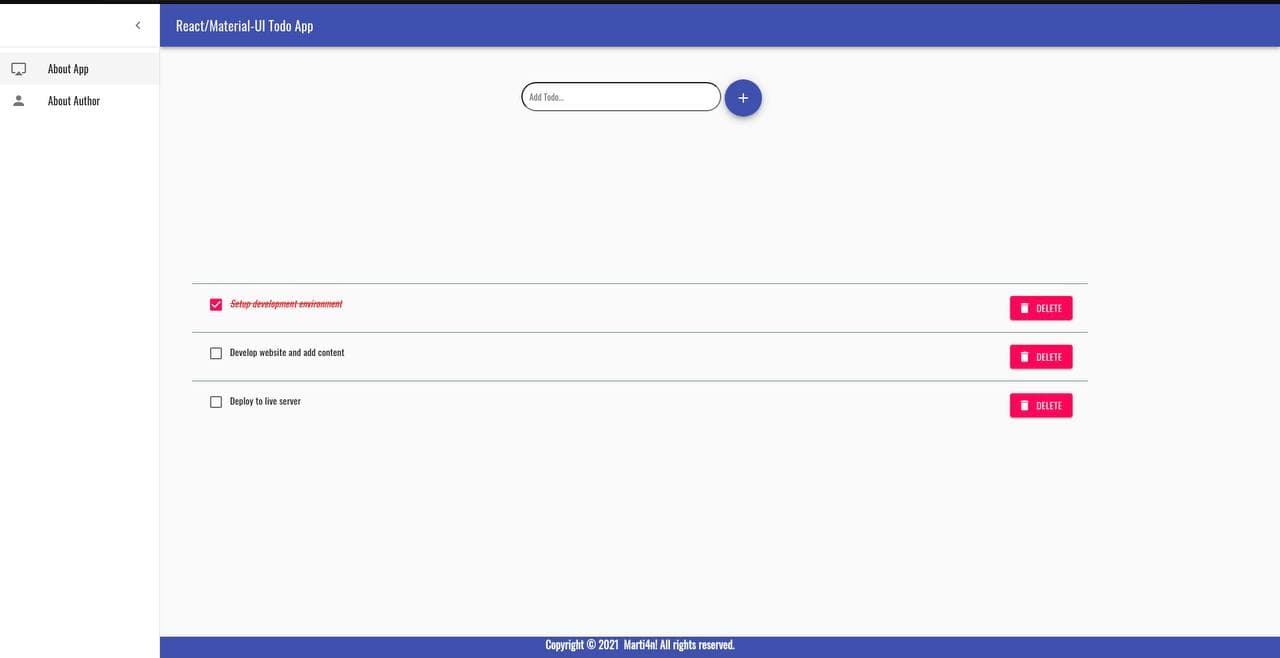 React/Material-UI Todo App
About App
About Author
Add Todo...
Setup development environment
DELETE
Develop website and add content
DELETE
Deploy to live server
DELETE
Copyright © 2021 Marti4n! All rights reserved.